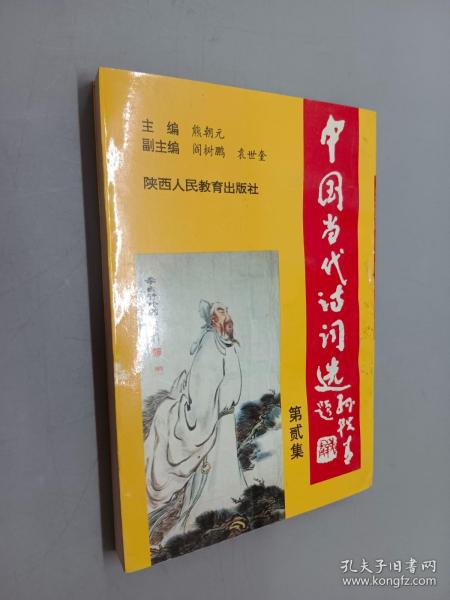 主编 熊朝元
副主编 阎树鹏 袁世奎
陕西人民教育出版社
中国当代诗词选
题
第贰集
孔夫子旧书网
www.kongfz.com